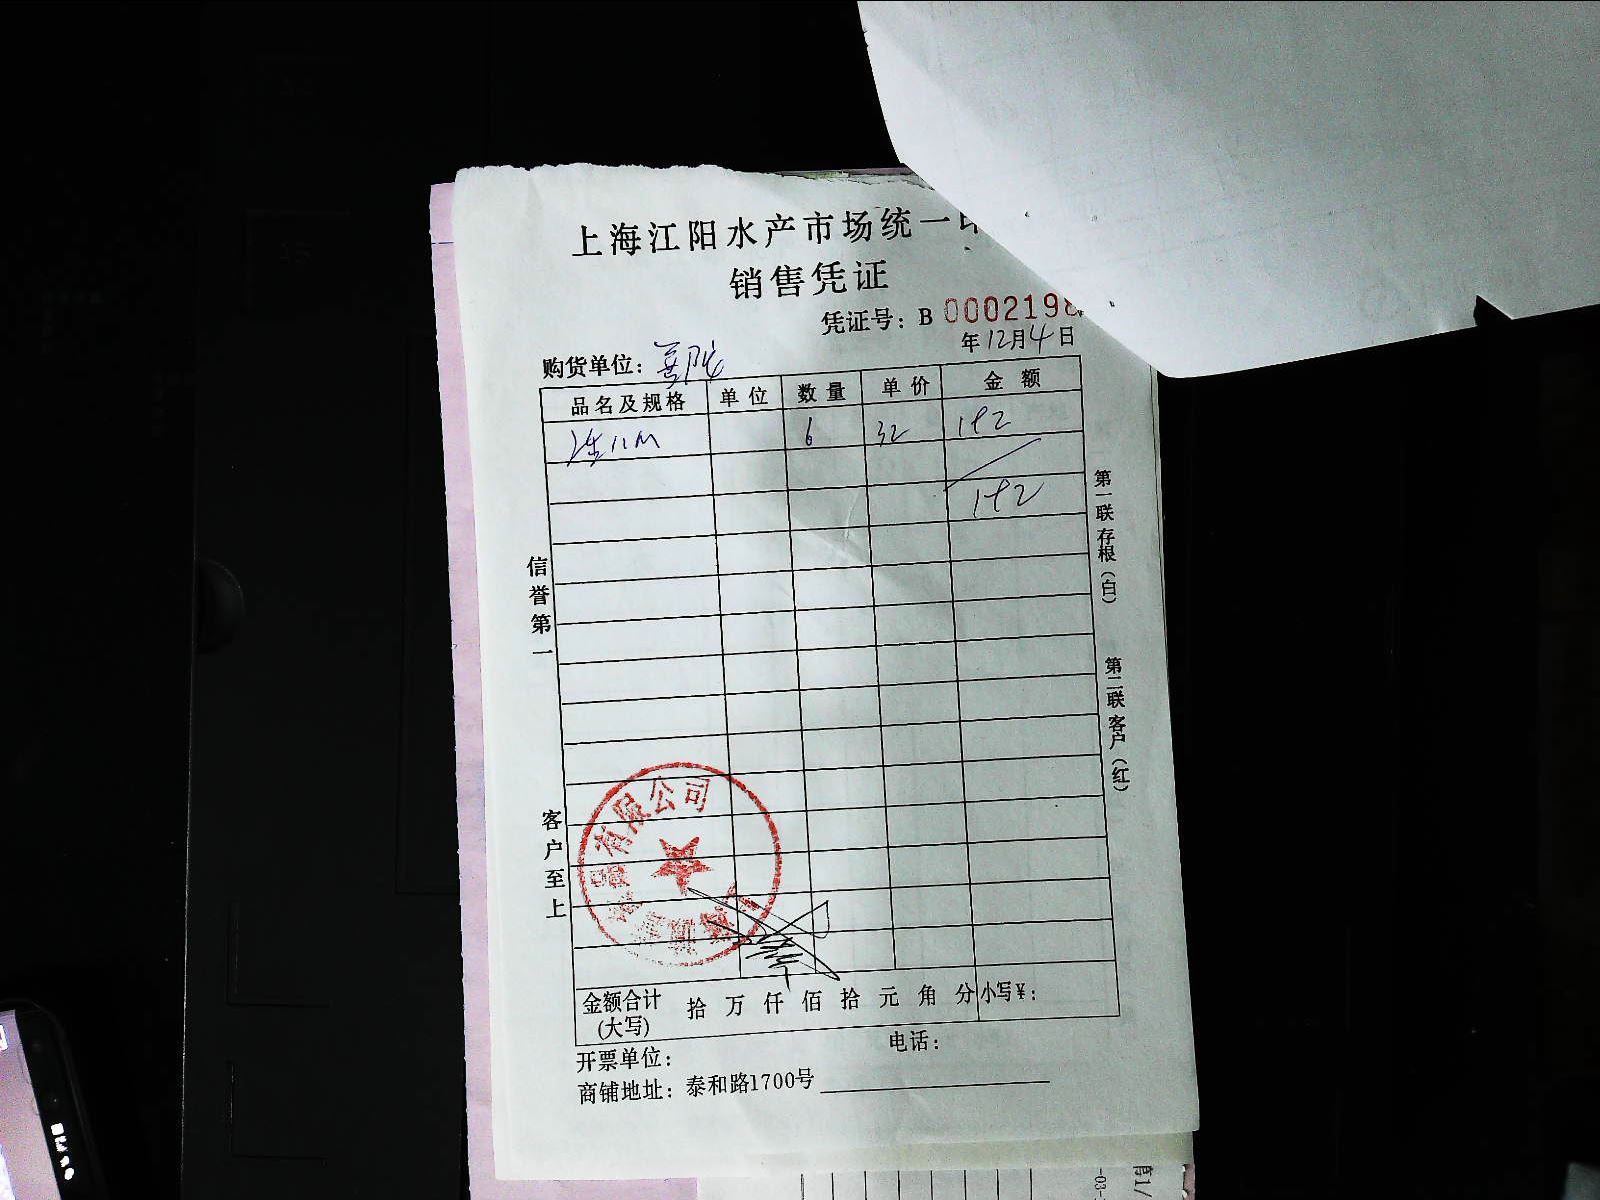 上海江阳水产市场统一印
销售凭证
凭证号：B 0002198
年12月4日
购货单位：
品名及规格 单位 数量 单价 金额
6 32 192
192
信誉第一
客户至上
第一联存根（白）
第二联客户（红）
有限公司
金额合计（大写） 拾万仟佰拾元角分 小写¥：
开票单位： 电话：
商铺地址：泰和路1700号